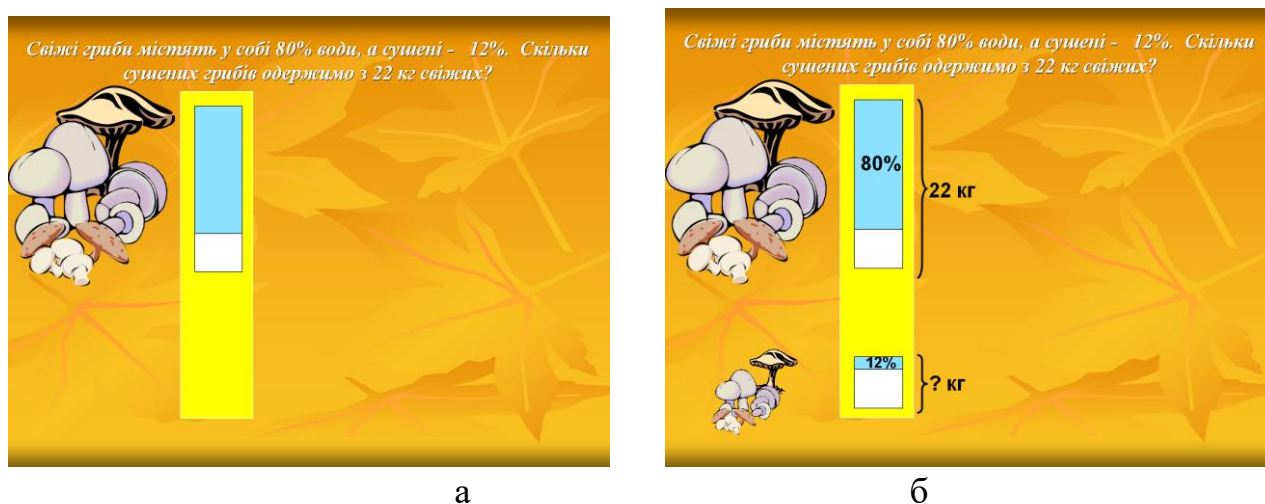 Свіжі гриби містять у собі 80% води, а сушені - 12%. Скільки
сушених грибів одержимо з 22 кг свіжих?
а
Свіжі гриби містять у собі 80% води, а сушені - 12%. Скільки
сушених грибів одержимо з 22 кг свіжих?
80%
22 кг
12%
? кг
б